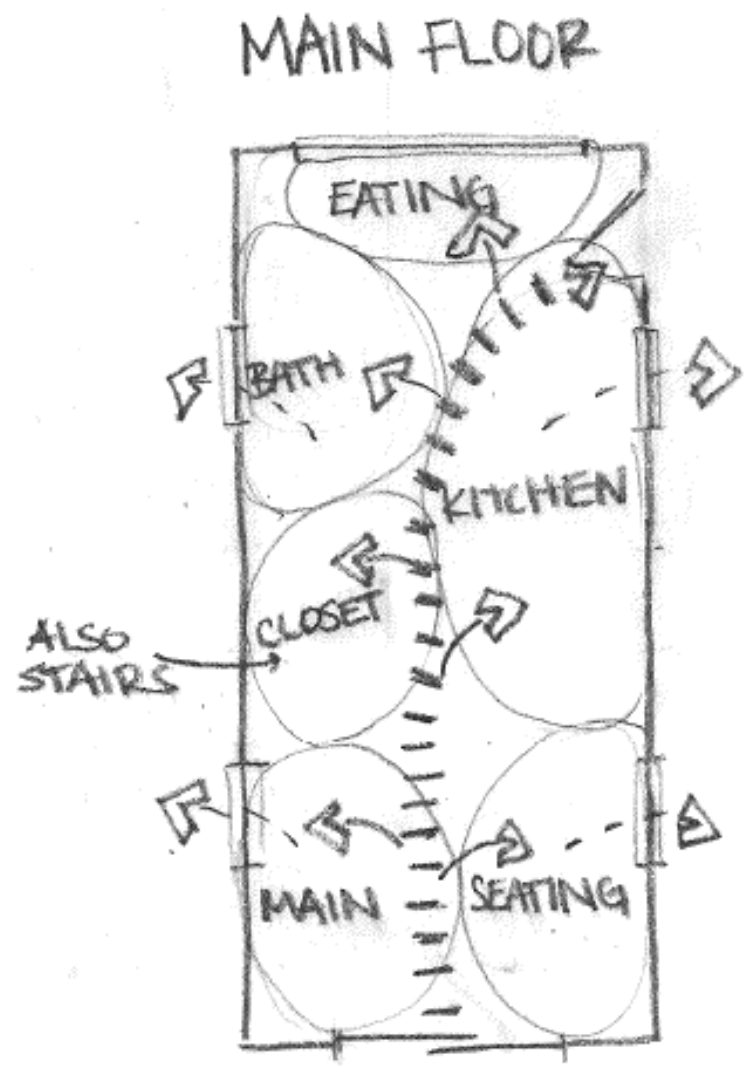 MAIN FLOOR
EATING
BATH
KITCHEN
CLOSET
ALSO
STAIRS
MAIN
SEATING